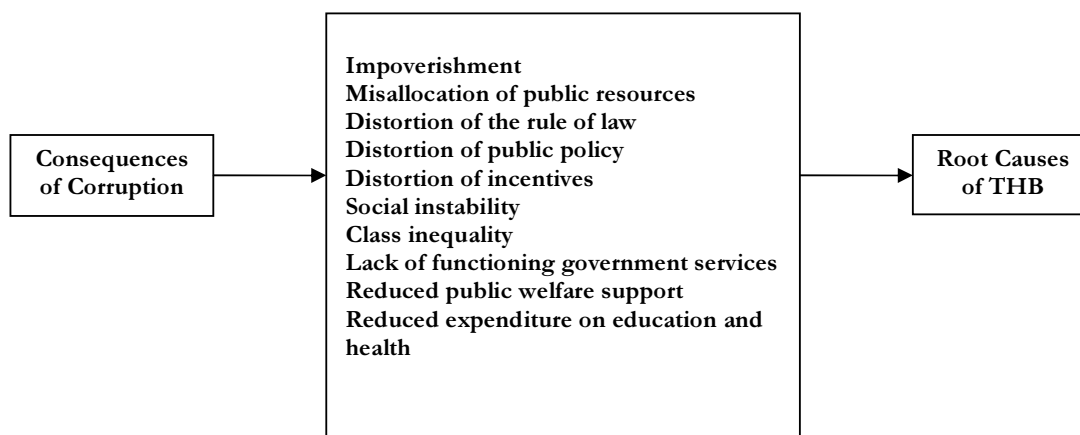 Consequences
of Corruption
Impoverishment
Misallocation of public resources
Distortion of the rule of law
Distortion of public policy
Distortion of incentives
Social instability
Class inequality
Lack of functioning government services
Reduced public welfare support
Reduced expenditure on education and
health
Root Causes
of THB